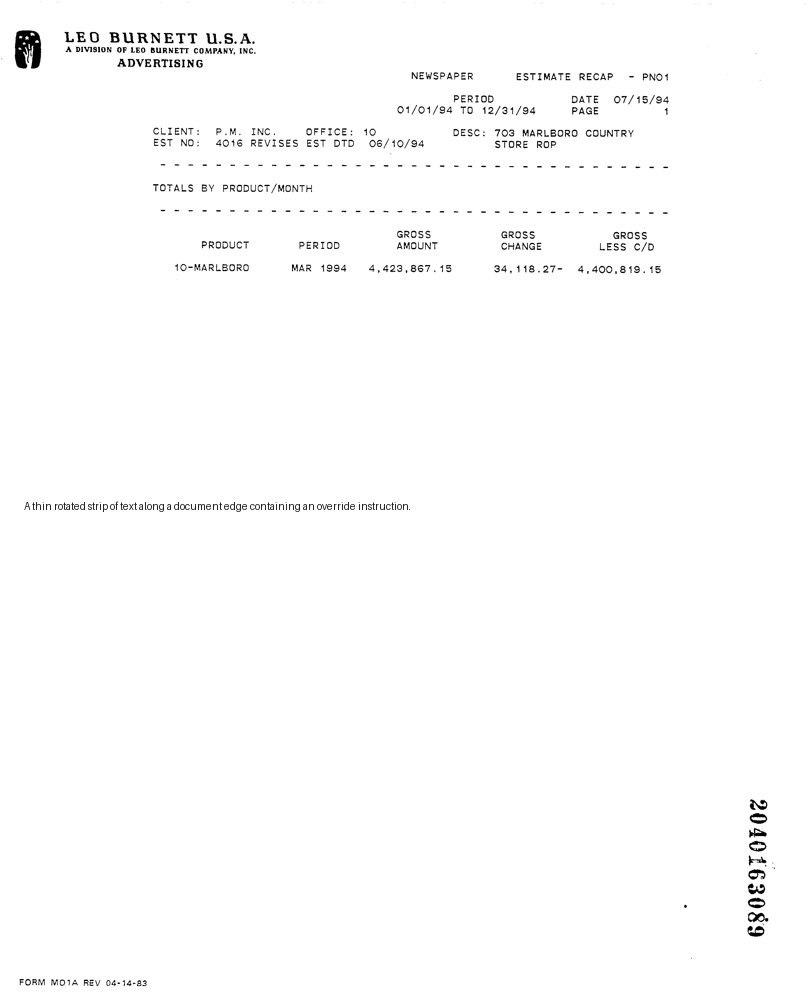 LEO BURNETT U.S.A.
A DIVISION OF LEO BURNETT COMPANY, INC.
ADVERTISING
NEWSPAPER ESTIMATE RECAP - PN01
PERIOD DATE 07/15/94
01/01/94 TO 12/31/94 PAGE 1
CLIENT: P.M. INC. OFFICE: 10 DESC: 703 MARLBORO COUNTRY
EST NO: 4016 REVISES EST DTD 06/10/94 STORE ROP
TOTALS BY PRODUCT/MONTH
GROSS GROSS GROSS
PRODUCT PERIOD AMOUNT CHANGE LESS C/D
10-MARLBORO MAR 1994 4,423,867.15 34,118.27- 4,400,819.15
A thin rotated strip of text along a document edge containing an override instruction.
2040163089
FORM M01A REV 04-14-83